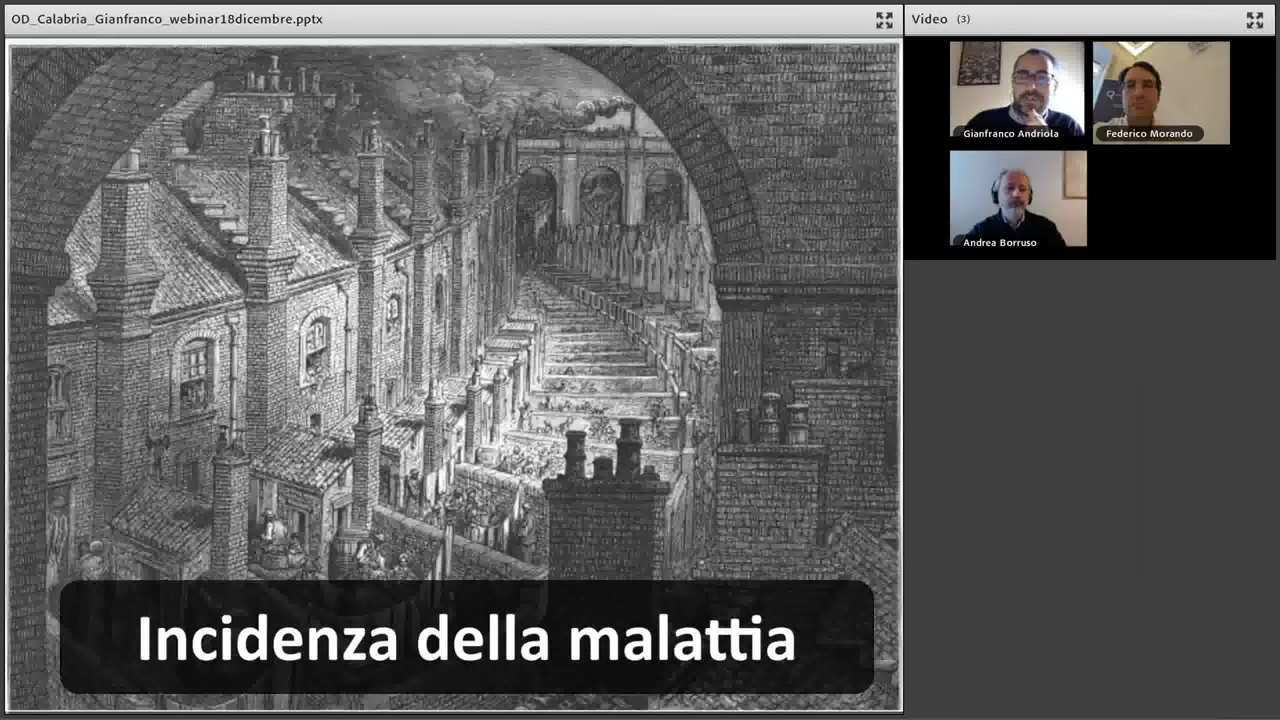 OD_Calabria_Gianfranco_webinar18dicembre.pptx
Video (3)
Gianfranco Andriola
Federico Morando
Andrea Borruso
Incidenza della malattia